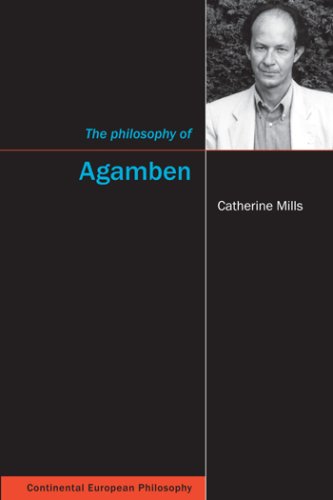 The philosophy of
Agamben
Catherine Mills
Continental European Philosophy